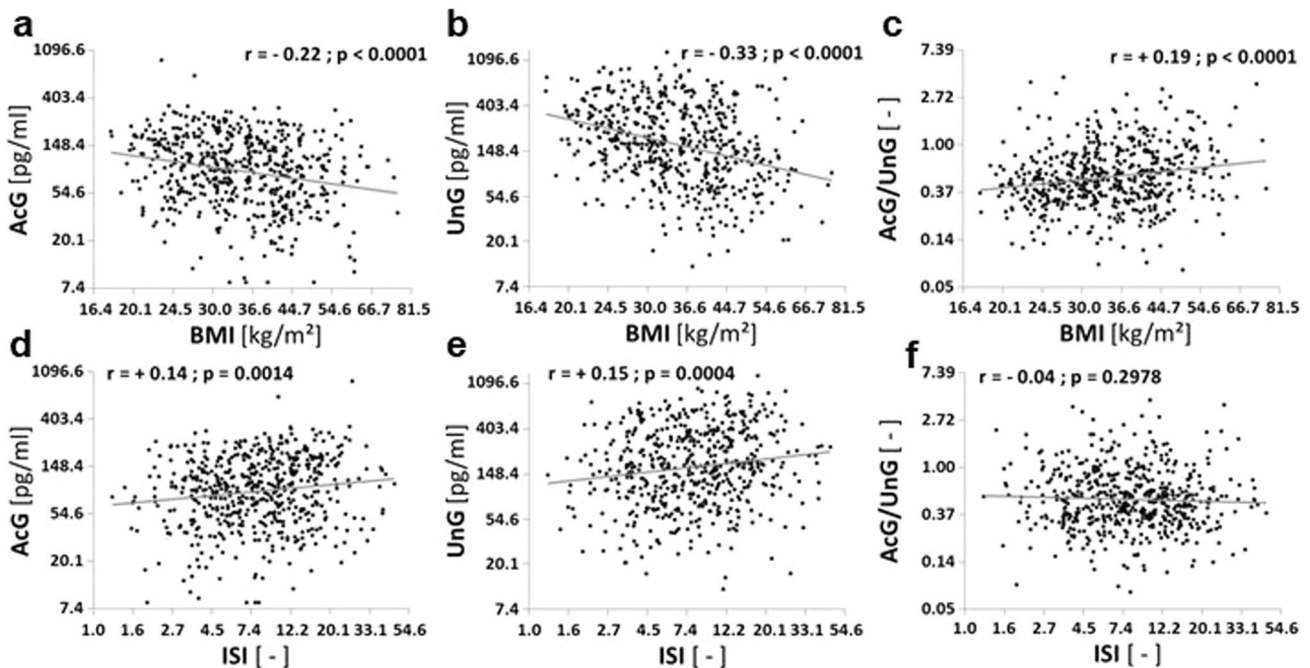 a
r = - 0.22 ; p < 0.0001
1096.6
403.4
148.4
54.6
20.1
7.4
AcG [pg/ml]
16.4 20.1 24.5 30.0 36.6 44.7 54.6 66.7 81.5
BMI [kg/m²]
b
r = - 0.33 ; p < 0.0001
1096.6
403.4
148.4
54.6
20.1
7.4
UnG [pg/ml]
16.4 20.1 24.5 30.0 36.6 44.7 54.6 66.7 81.5
BMI [kg/m²]
c
r = + 0.19 ; p < 0.0001
7.39
2.72
1.00
0.37
0.14
0.05
AcG/UnG [ - ]
16.4 20.1 24.5 30.0 36.6 44.7 54.6 66.7 81.5
BMI [kg/m²]
d
r = + 0.14 ; p = 0.0014
1096.6
403.4
148.4
54.6
20.1
7.4
AcG [pg/ml]
1.0 1.6 2.7 4.5 7.4 12.2 20.1 33.1 54.6
ISI [ - ]
e
r = + 0.15 ; p = 0.0004
1096.6
403.4
148.4
54.6
20.1
7.4
UnG [pg/ml]
1.0 1.6 2.7 4.5 7.4 12.2 20.1 33.1 54.6
ISI [ - ]
f
r = - 0.04 ; p = 0.2978
7.39
2.72
1.00
0.37
0.14
0.05
AcG/UnG [ - ]
1.0 1.6 2.7 4.5 7.4 12.2 20.1 33.1 54.6
ISI [ - ]